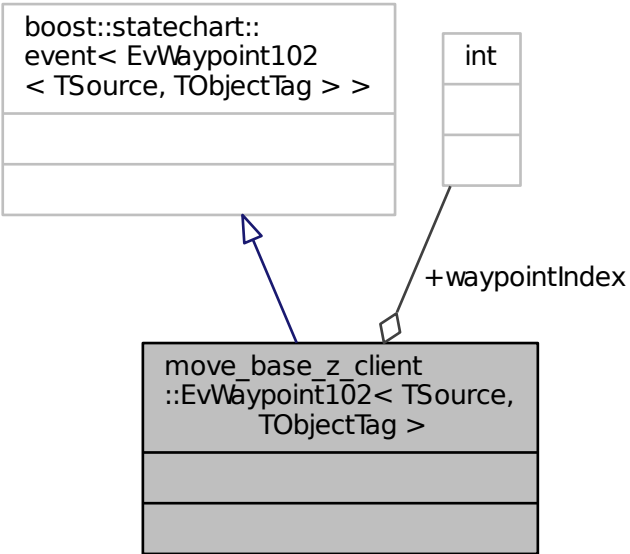 boost::statechart::
event< EvWaypoint102
< TSource, TObjectTag > >
int
+waypointIndex
move_base_z_client
::EvWaypoint102< TSource,
TObjectTag >